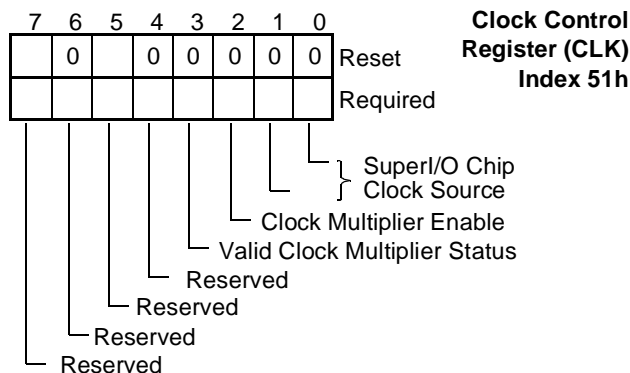 7 6 5 4 3 2 1 0
Clock Control
Register (CLK)
Index 51h
0 0 0 0 0 0 Reset
Required
SuperI/O Chip
Clock Source
Clock Multiplier Enable
Valid Clock Multiplier Status
Reserved
Reserved
Reserved
Reserved